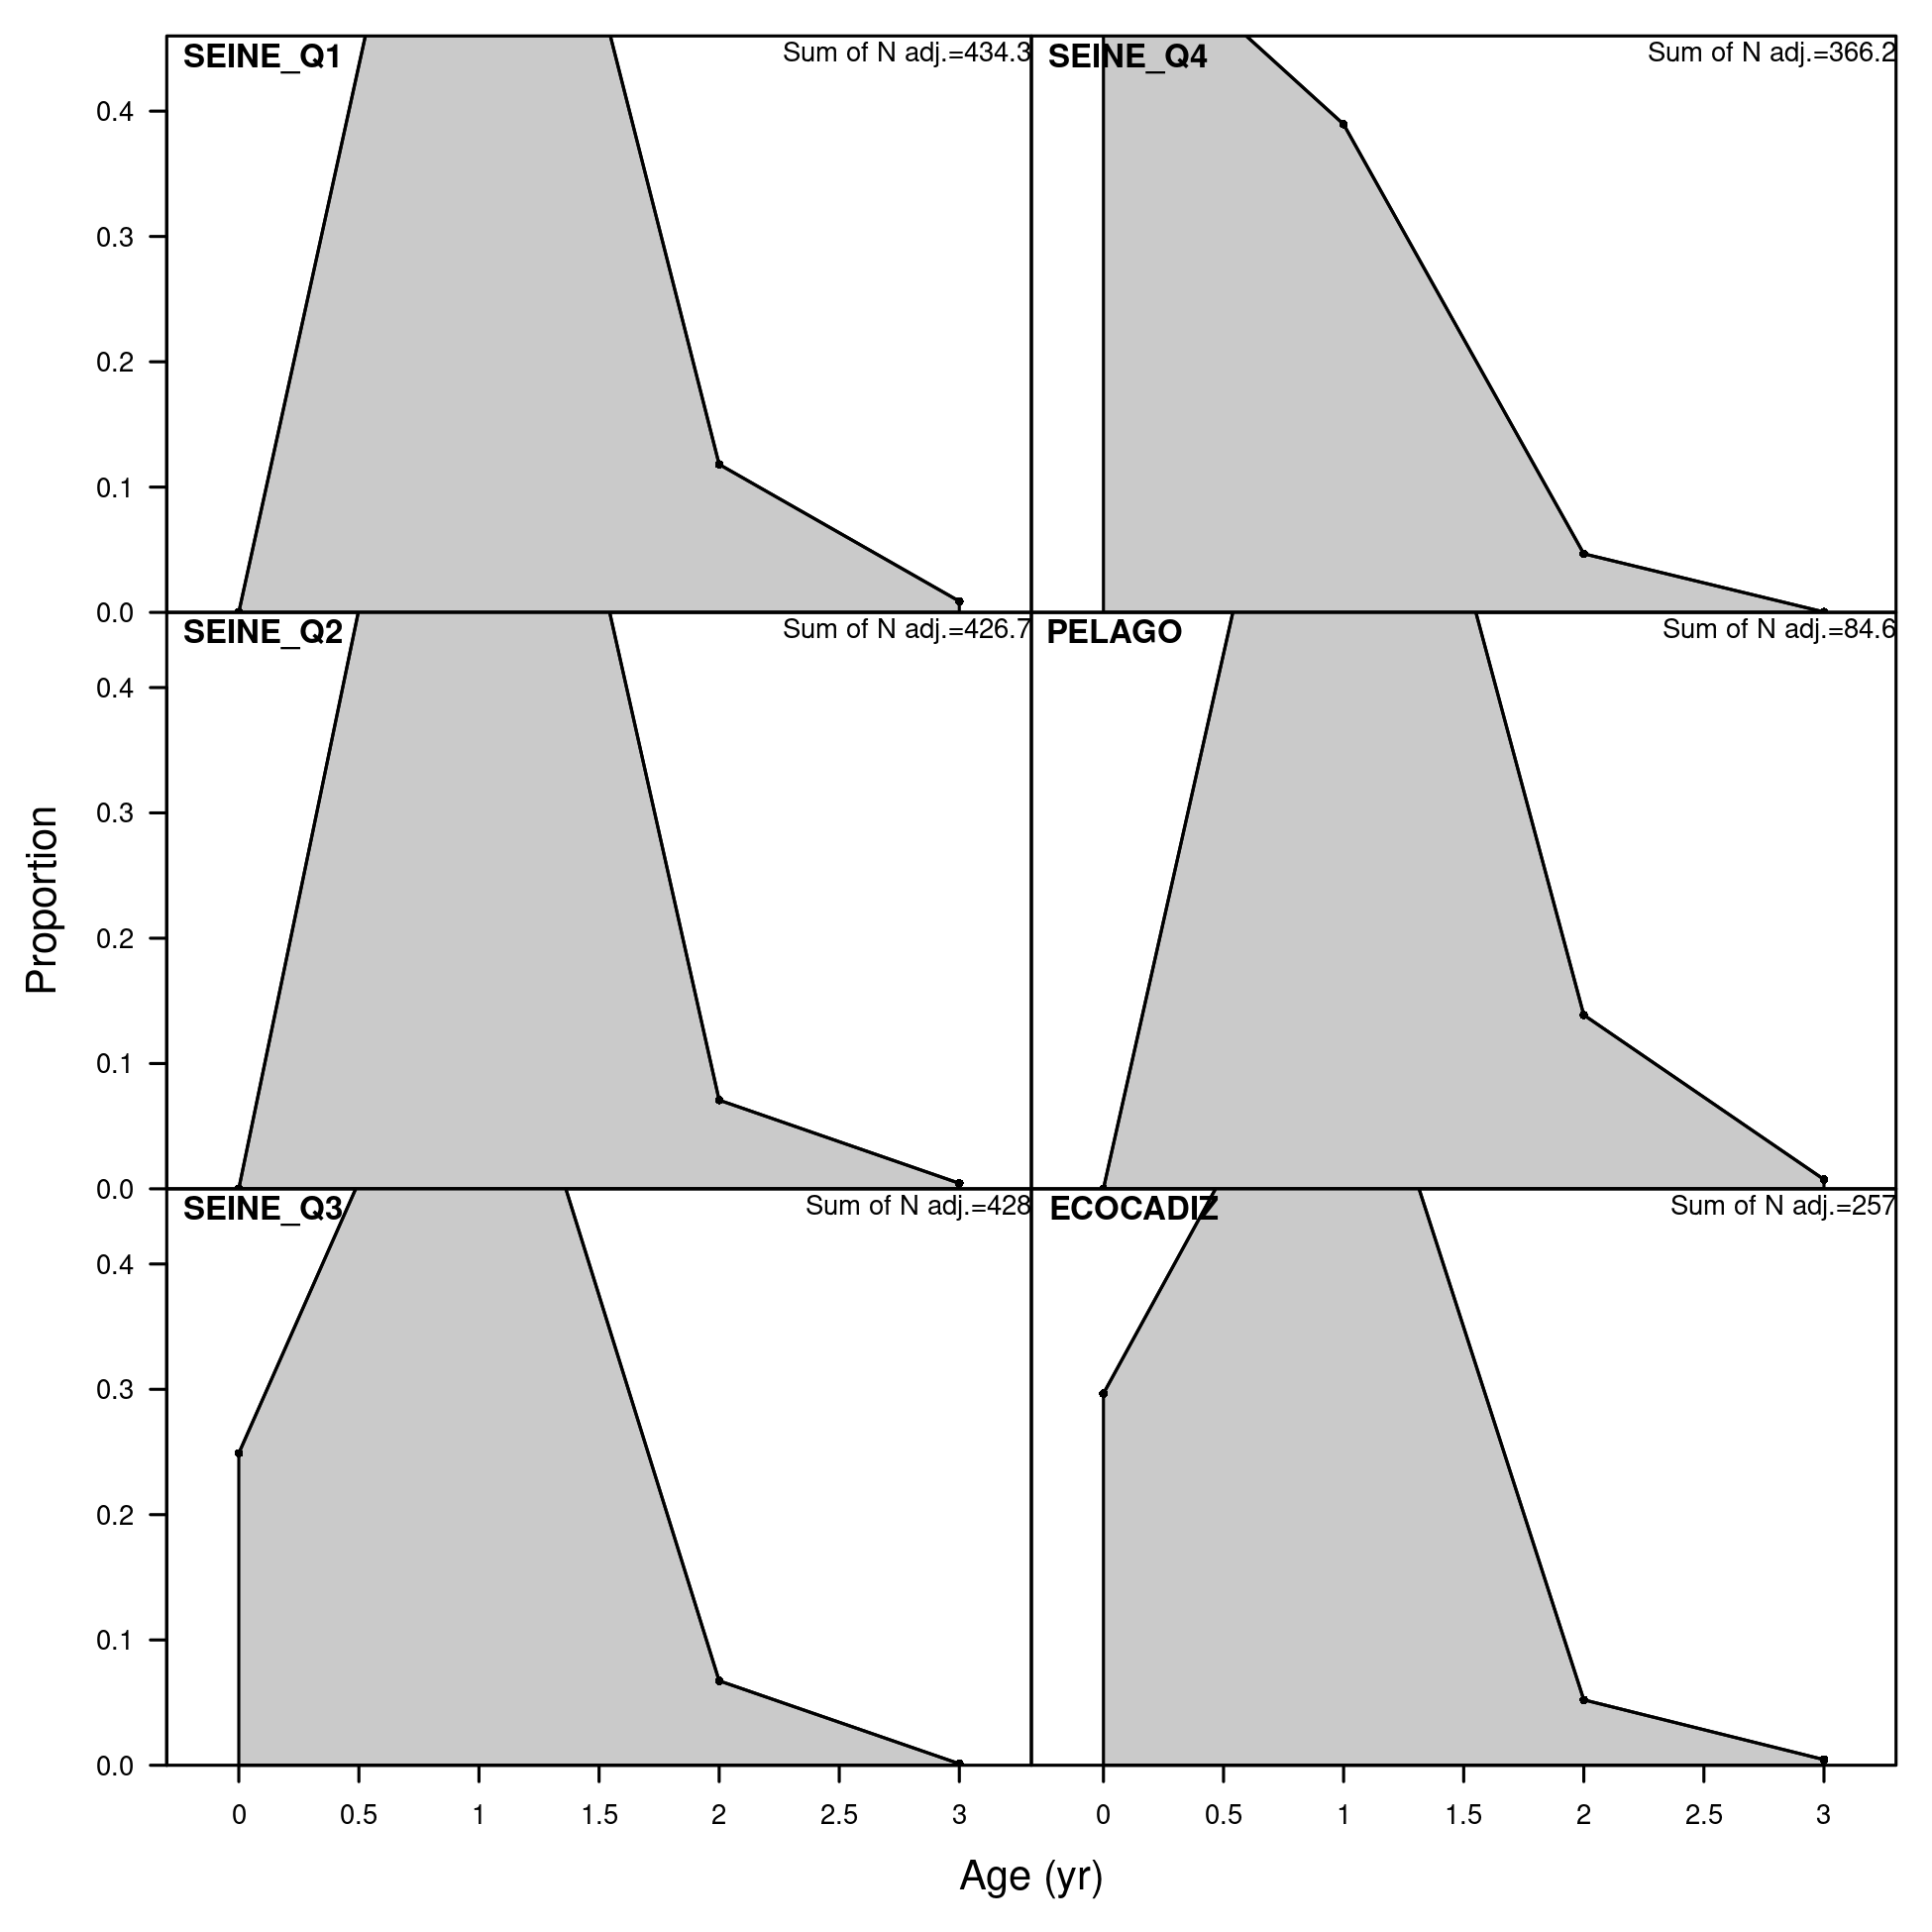 SEINE_Q1
Sum of N adj.=434.3
SEINE_Q4
Sum of N adj.=366.2
0.4
0.3
0.2
0.1
0.0
SEINE_Q2
Sum of N adj.=426.7
PELAGO
Sum of N adj.=84.6
0.4
0.3
0.2
0.1
0.0
Proportion
SEINE_Q3
Sum of N adj.=428
ECOCADIZ
Sum of N adj.=257
0.4
0.3
0.2
0.1
0.0
0 0.5 1 1.5 2 2.5 3
0 0.5 1 1.5 2 2.5 3
Age (yr)